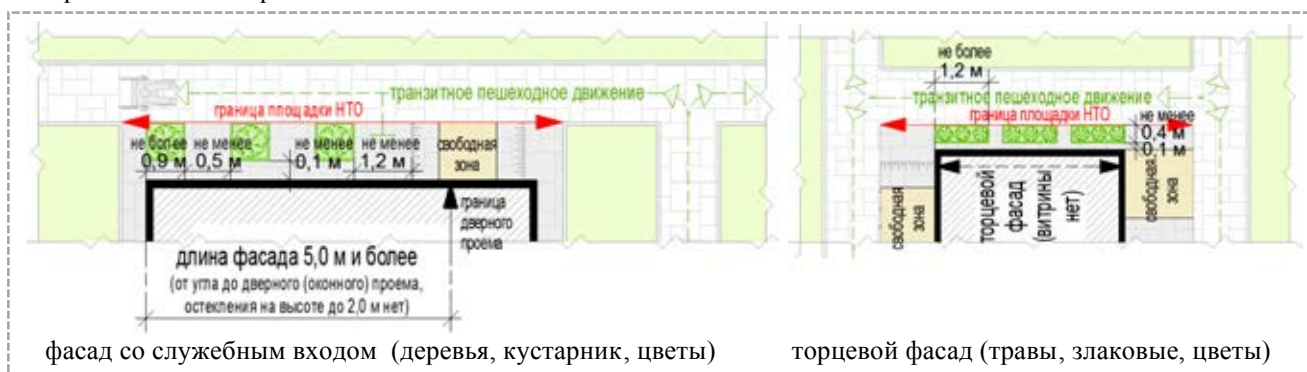 транзитное пешеходное движение
граница площадки НТО
не более не менее не менее не менее свободная
0,9 м 0,5 м 0,1 м 1,2 м зона
граница
дверного
проема
длина фасада 5,0 м и более
(от угла до дверного (оконного) проема,
остекления на высоте до 2,0 м нет)
фасад со служебным входом (деревья, кустарник, цветы)
не более
1,2 м
транзитное пешеходное движение
граница площадки НТО
не менее
0,4 м
0,1 м
свободная
зона
торцевой
фасад
(витрины
нет)
свободная
зона
торцевой фасад (травы, злаковые, цветы)